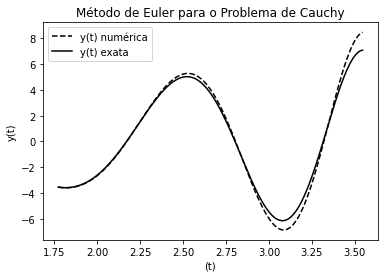 Método de Euler para o Problema de Cauchy
y(t) numérica
y(t) exata
y(t)
8
6
4
2
0
−2
−4
−6
1.75 2.00 2.25 2.50 2.75 3.00 3.25 3.50
(t)